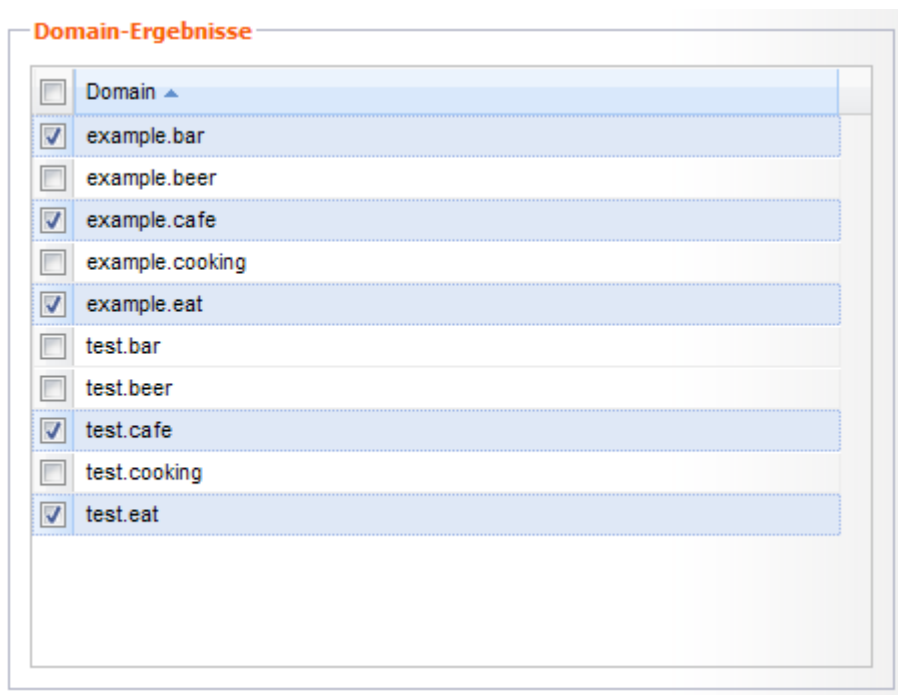 Domain-Ergebnisse
Domain
example.bar
example.beer
example.cafe
example.cooking
example.eat
test.bar
test.beer
test.cafe
test.cooking
test.eat